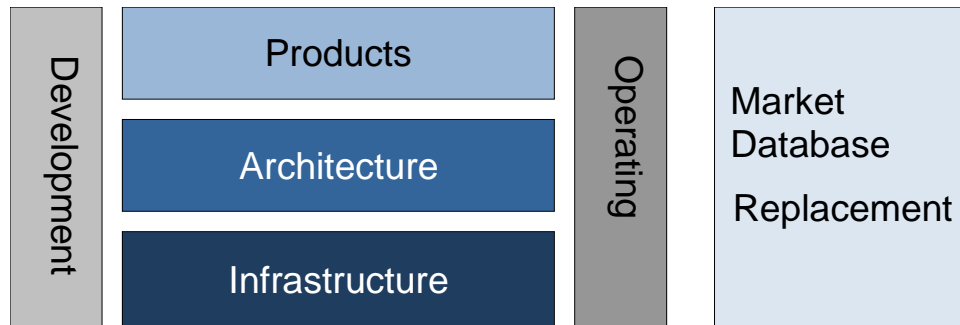 Development
Products
Architecture
Infrastructure
Operating
Market
Database
Replacement